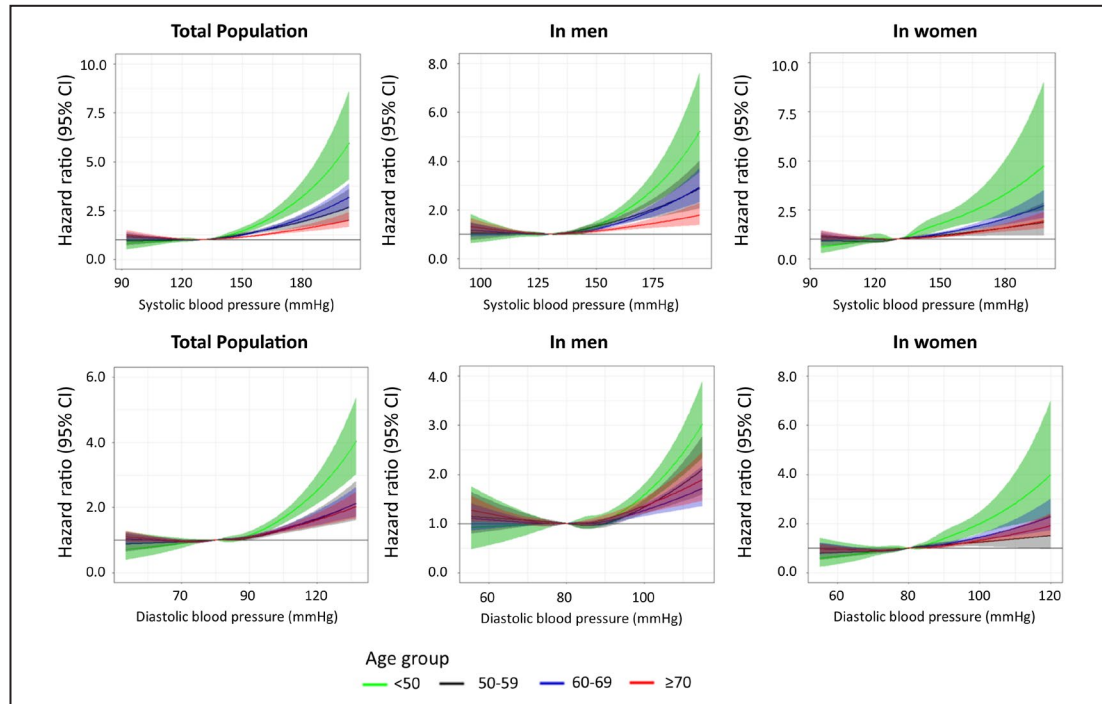 Total Population
In men
In women
Hazard ratio (95% CI)
10.0
7.5
5.0
2.5
0.0
90 120 150 180
Systolic blood pressure (mmHg)
Hazard ratio (95% CI)
8.0
6.0
4.0
2.0
0.0
100 125 150 175
Systolic blood pressure (mmHg)
Hazard ratio (95% CI)
10.0
7.5
5.0
2.5
0.0
90 120 150 180
Systolic blood pressure (mmHg)
Total Population
In men
In women
Hazard ratio (95% CI)
6.0
4.0
2.0
0.0
70 90 120
Diastolic blood pressure (mmHg)
Hazard ratio (95% CI)
4.0
3.0
2.0
1.0
0.0
60 80 100
Diastolic blood pressure (mmHg)
Hazard ratio (95% CI)
8.0
6.0
4.0
2.0
0.0
60 80 100 120
Diastolic blood pressure (mmHg)
Age group
<50 50-59 60-69 ≥70